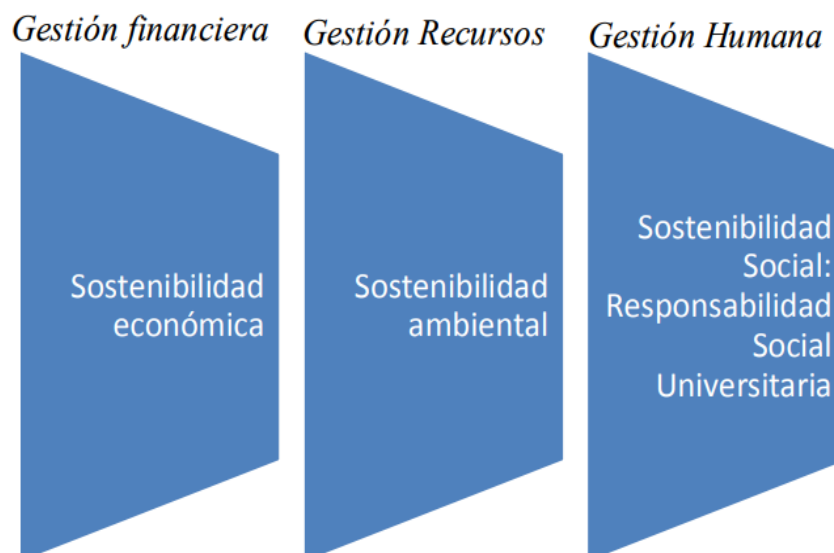 Gestión financiera
Gestión Recursos
Gestión Humana
Sostenibilidad
económica
Sostenibilidad
ambiental
Sostenibilidad
Social:
Responsabilidad
Social
Universitaria